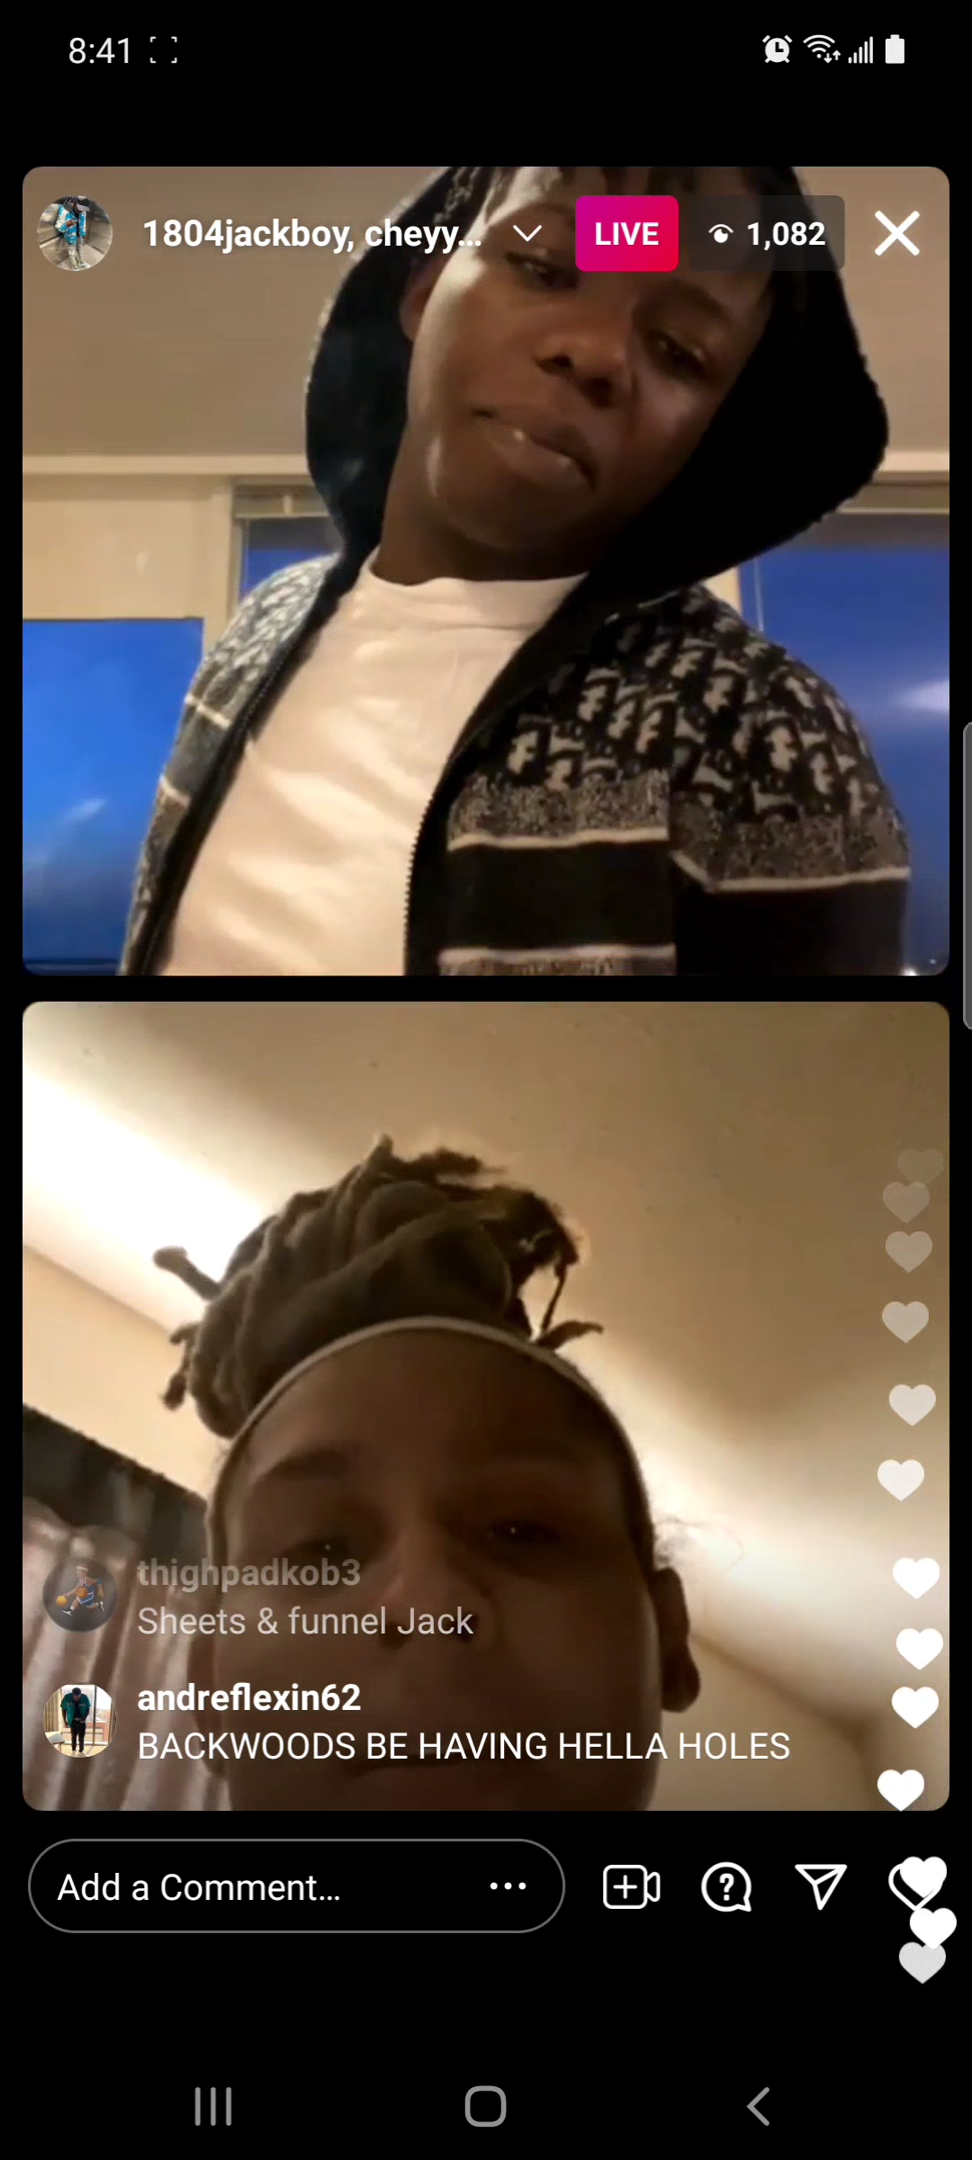 8:41
1804jackboy, cheyy...
LIVE
1,082
thighpadkob3
Sheets & funnel Jack
andreflexin62
BACKWOODS BE HAVING HELLA HOLES
Add a Comment...